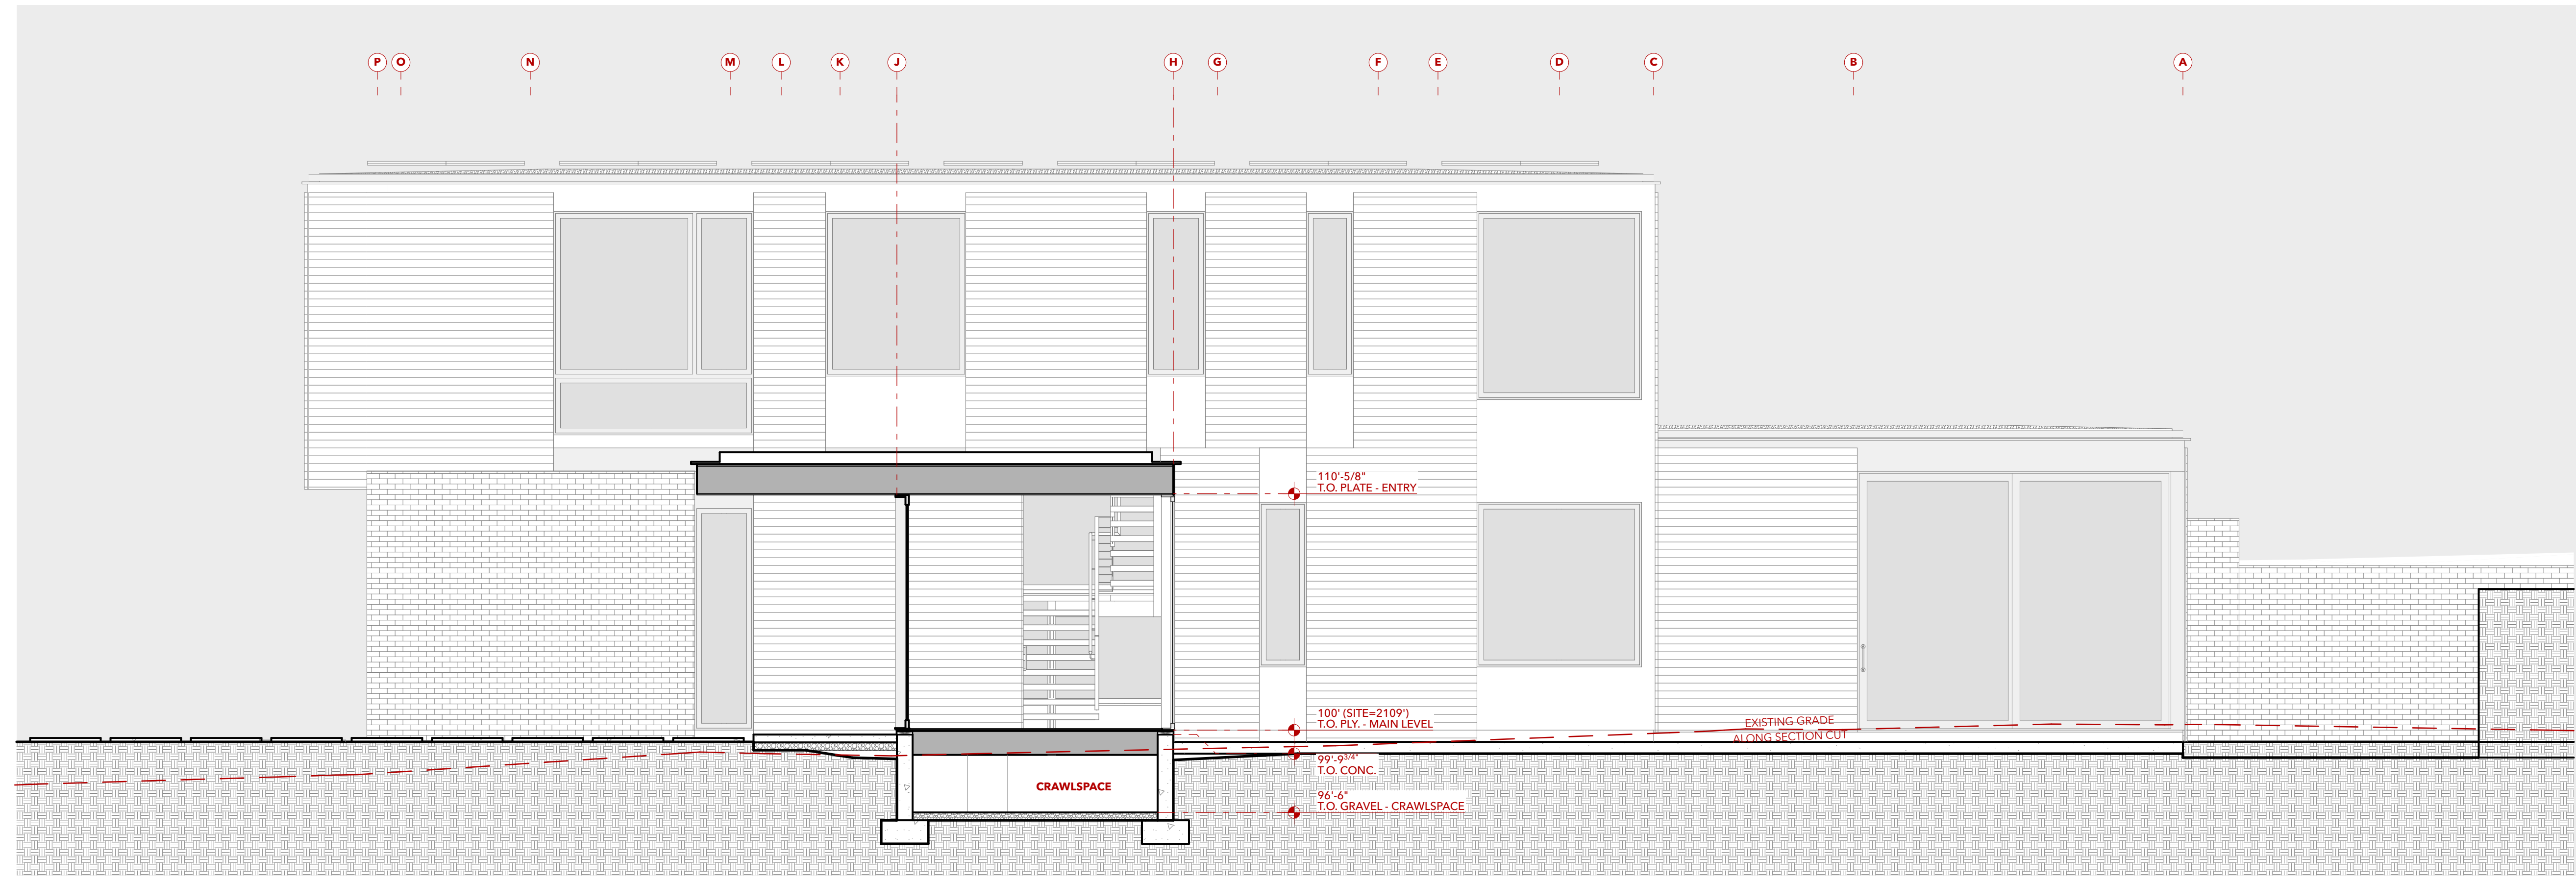 P O N M L K J H G F E D C B A
110'-5/8"
T.O. PLATE - ENTRY
100' (SITE=2109')
T.O. PLY. - MAIN LEVEL
EXISTING GRADE
ALONG SECTION CUT
99'-9 3/4"
T.O. CONC.
CRAWLSPACE
96'-6"
T.O. GRAVEL - CRAWLSPACE